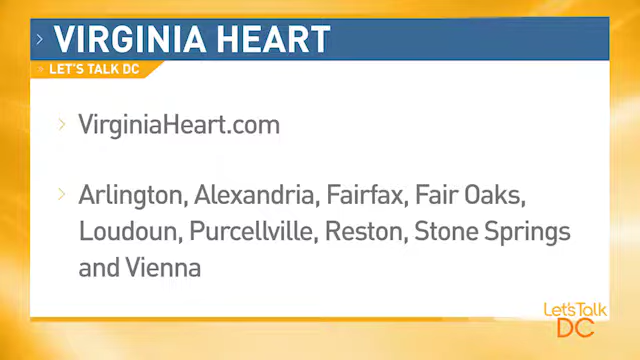 VIRGINIA HEART
LET'S TALK DC
VirginiaHeart.com
Arlington, Alexandria, Fairfax, Fair Oaks,
Loudoun, Purcellville, Reston, Stone Springs
and Vienna
Let'sTalk
DC